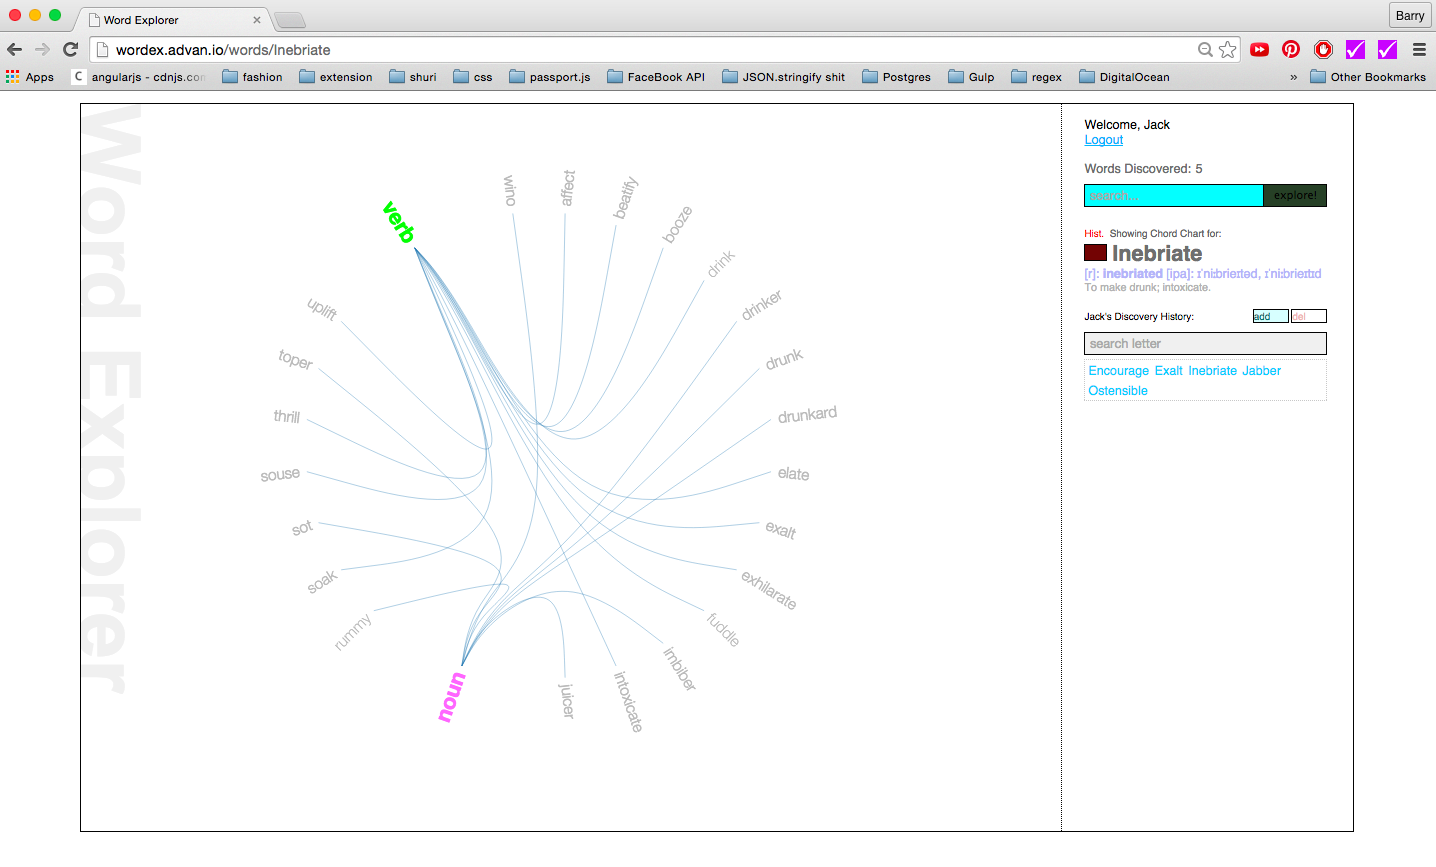 Word Explorer
Barry
wordex.advan.io/words/Inebriate
Apps
angularjs - cdnjs.com
fashion
extension
shuri
css
passport.js
FaceBook API
JSON.stringify shit
Postgres
Gulp
regex
DigitalOcean
»
Other Bookmarks
Word Explorer
verb
wino
affect
beatify
booze
drink
drinker
drunk
drunkard
elate
exalt
exhilarate
fuddle
imbiber
intoxicate
juicer
noun
rummy
soak
sot
souse
thrill
toper
uplift
Welcome, Jack
Logout
Words Discovered: 5
search... explore!
Hist. Showing Chord Chart for:
Inebriate
[r]: inebriated [ipa]: ɪˈniːbrieɪtəd, ɪˈniːbrieɪtɪd
To make drunk; intoxicate.
Jack's Discovery History: add del
search letter
Encourage Exalt Inebriate Jabber
Ostensible